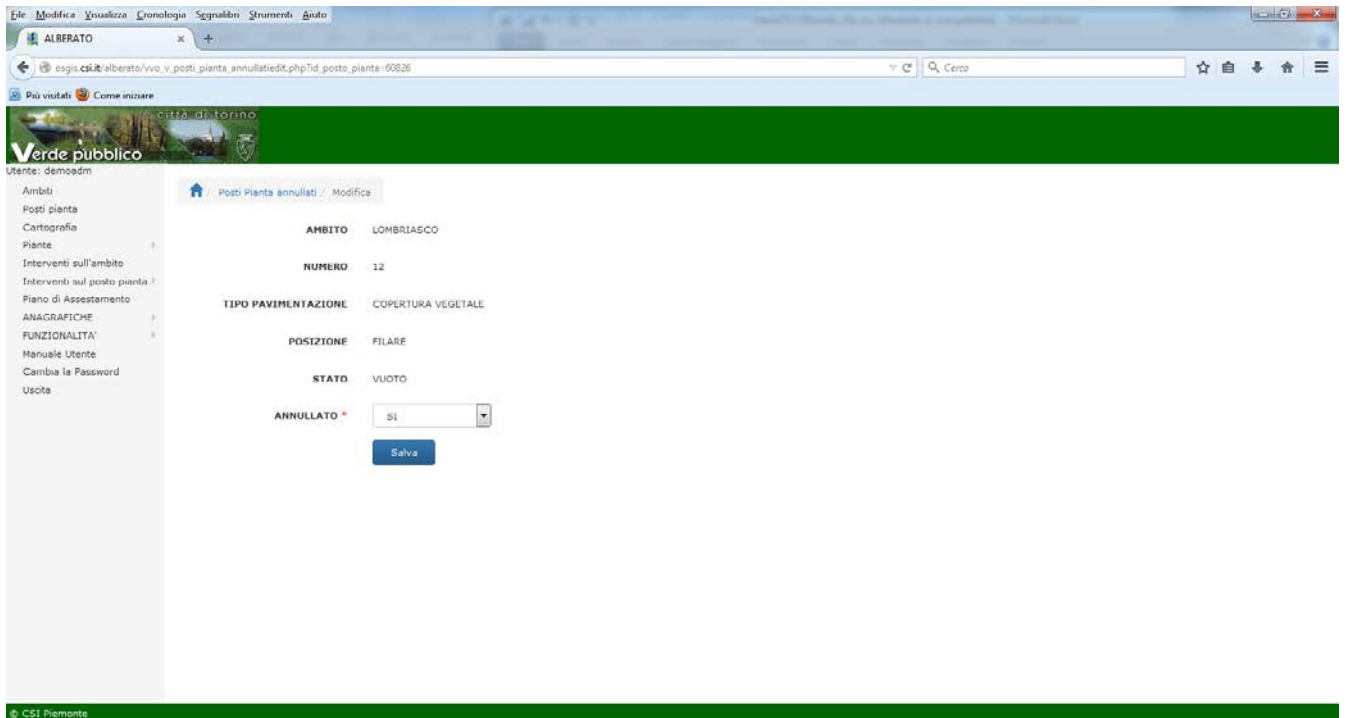 File Modifica Visualizza Cronologia Segnalibri Strumenti Aiuto
ALBERATO × +
osgis.csi.it/alberato/vvo_v_posti_pianta_annullatiedit.php?id_posto_pianta=60826
Cerca
Più visitati Come iniziare
città di torino
Verde pubblico
Utente: demoadm
Ambiti
Posti pianta
Cartografia
Piante
Interventi sull'ambito
Interventi sul posto pianta
Piano di Assestamento
ANAGRAFICHE
FUNZIONALITA'
Manuale Utente
Cambia la Password
Uscita
/ Posti Pianta annullati / Modifica
AMBITO LOMBRIASCO
NUMERO 12
TIPO PAVIMENTAZIONE COPERTURA VEGETALE
POSIZIONE FILARE
STATO VUOTO
ANNULLATO * SI
Salva
© CSI Piemonte